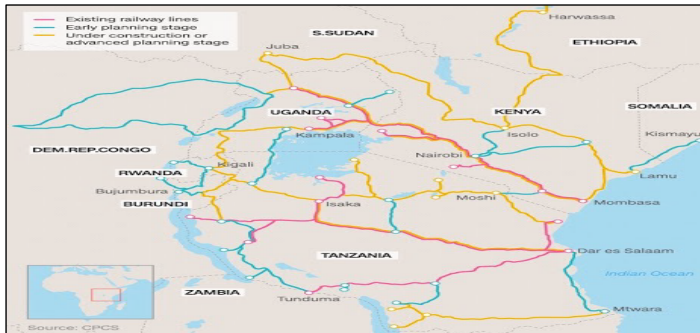 Existing railway lines
Early planning stage
Under construction or
advanced planning stage
Harwassa
S.SUDAN
Juba
ETHIOPIA
UGANDA
KENYA
SOMALIA
Kampala
Isolo
Kismayu
DEM.REP.CONGO
Nairobi
Kigali
RWANDA
Lamu
Bujumbura
Moshi
BURUNDI
Isaka
Mombasa
TANZANIA
Dar es Salaam
Indian Ocean
ZAMBIA
Tunduma
Mtwara
Source: CPCS